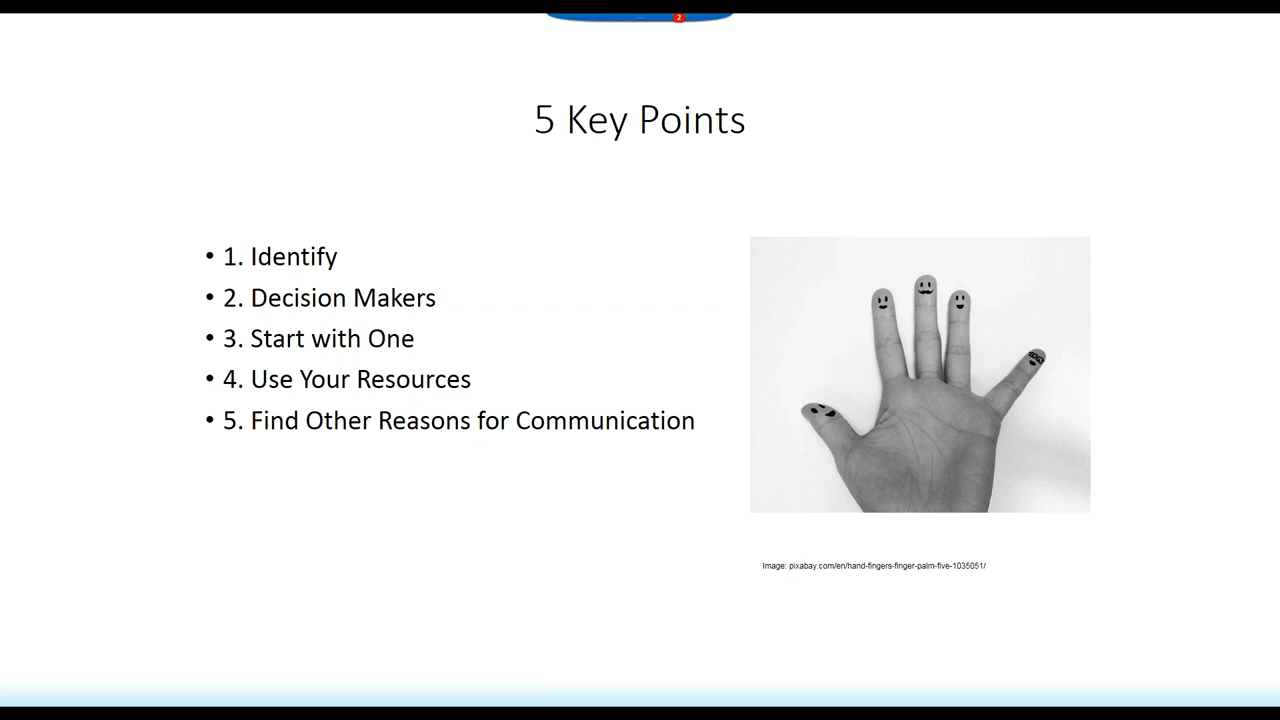 2
5 Key Points
• 1. Identify
• 2. Decision Makers
• 3. Start with One
• 4. Use Your Resources
• 5. Find Other Reasons for Communication
Image: pixabay.com/en/hand-fingers-finger-palm-five-1035051/